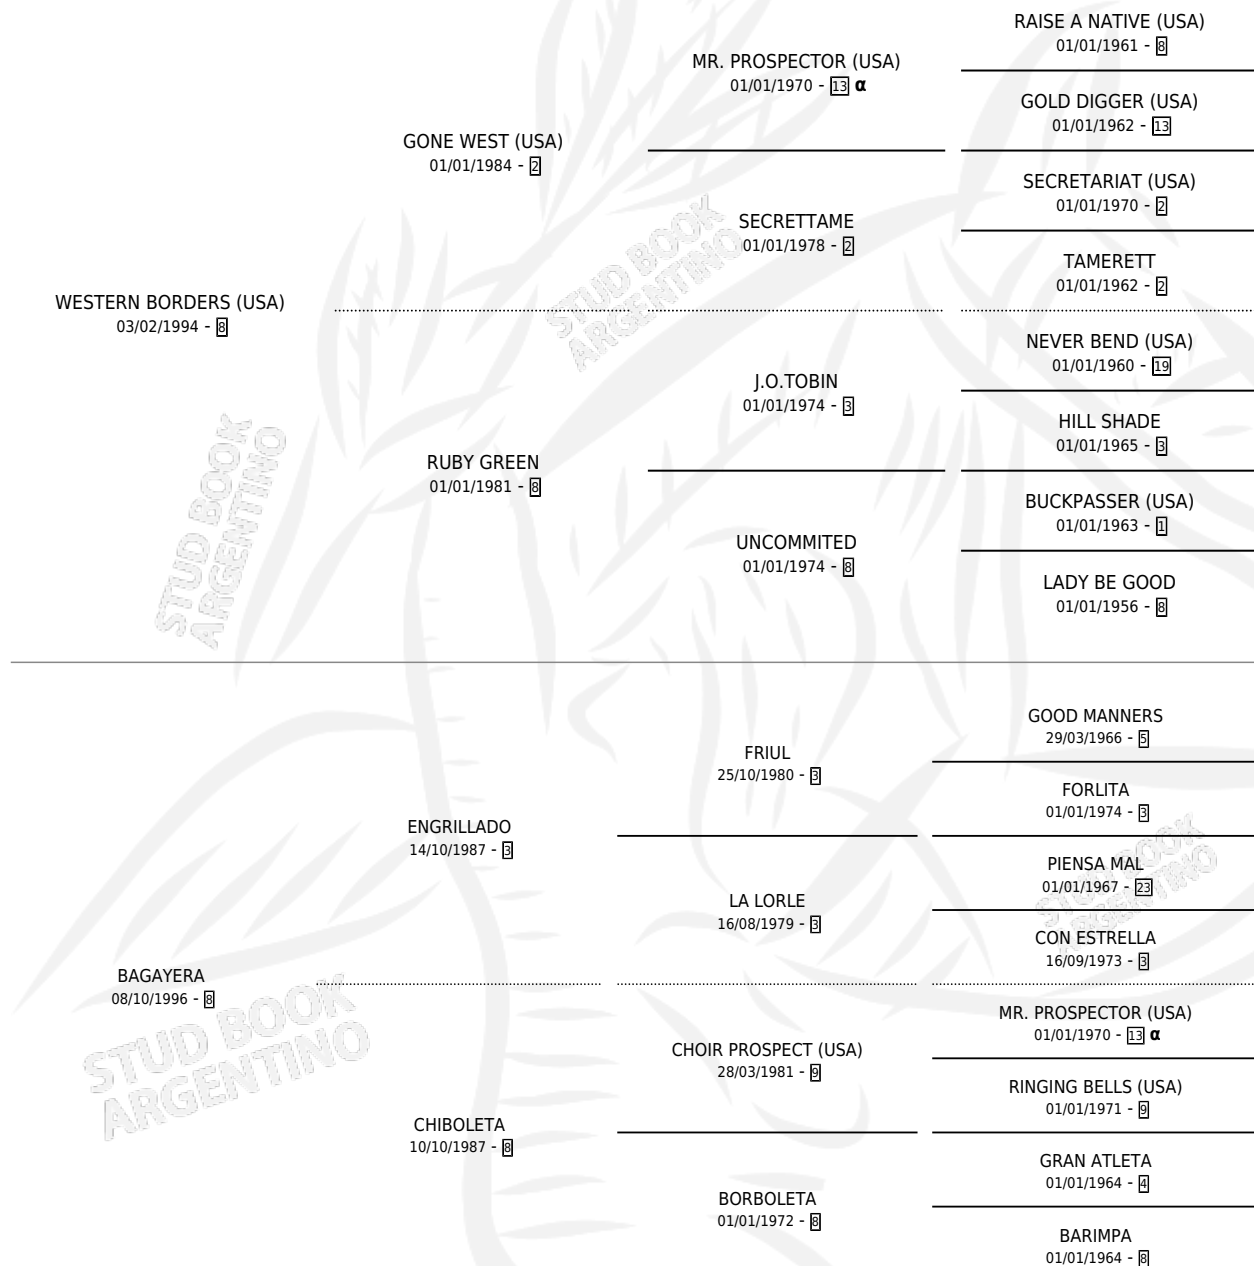 RAISE A NATIVE (USA)
01/01/1961 - 8
MR. PROSPECTOR (USA)
01/01/1970 - 13 α
GOLD DIGGER (USA)
01/01/1962 - 13
GONE WEST (USA)
01/01/1984 - 2
SECRETARIAT (USA)
01/01/1970 - 2
SECRETTAME
01/01/1978 - 2
TAMERETT
01/01/1962 - 2
WESTERN BORDERS (USA)
03/02/1994 - 8
NEVER BEND (USA)
01/01/1960 - 19
J.O.TOBIN
01/01/1974 - 3
HILL SHADE
01/01/1965 - 3
RUBY GREEN
01/01/1981 - 8
BUCKPASSER (USA)
01/01/1963 - 1
UNCOMMITED
01/01/1974 - 8
LADY BE GOOD
01/01/1956 - 8
GOOD MANNERS
29/03/1966 - 5
FRIUL
25/10/1980 - 3
FORLITA
01/01/1974 - 3
ENGRILLADO
14/10/1987 - 3
PIENSA MAL
01/01/1967 - 23
LA LORLE
16/08/1979 - 3
CON ESTRELLA
16/09/1973 - 3
BAGAYERA
08/10/1996 - 8
MR. PROSPECTOR (USA)
01/01/1970 - 13 α
CHOIR PROSPECT (USA)
28/03/1981 - 9
RINGING BELLS (USA)
01/01/1971 - 9
CHIBOLETA
10/10/1987 - 8
GRAN ATLETA
01/01/1964 - 4
BORBOLETA
01/01/1972 - 8
BARIMPA
01/01/1964 - 8
STUD BOOK
ARGENTINO
STUD BOOK
ARGENTINO
STUD BOOK
ARGENTINO
STUD BOOK
ARGENTINO